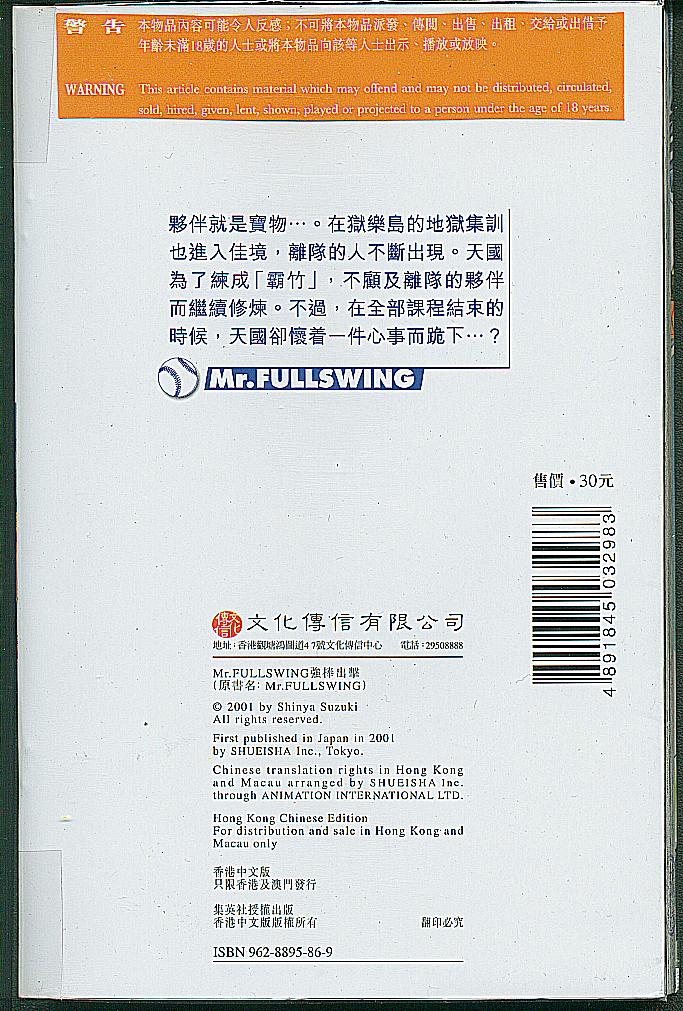 警 告 本物品內容可能令人反感；不可將本物品派發、傳閱、出售、出租、交給或出借予
年齡未滿18歲的人士或將本物品向該等人士出示、播放或放映。
WARNING This article contains material which may offend and may not be distributed, circulated,
sold, hired, given, lent, shown, played or projected to a person under the age of 18 years.
夥伴就是寶物…。在獄樂島的地獄集訓
也進入佳境，離隊的人不斷出現。天國
為了練成「霸竹」，不顧及離隊的夥伴
而繼續修煉。不過，在全部課程結束的
時候，天國卻懷着一件心事而跪下…？
Mr.FULLSWING
售價・30元
4 891845 032983
傳信 文化 文化傳信有限公司
地址：香港觀塘鴻圖道47號文化傳信中心 電話：29508888
Mr.FULLSWING強棒出擊
(原書名: Mr.FULLSWING)
© 2001 by Shinya Suzuki
All rights reserved.
First published in Japan in 2001
by SHUEISHA Inc., Tokyo.
Chinese translation rights in Hong Kong
and Macau arranged by SHUEISHA Inc.
through ANIMATION INTERNATIONAL LTD.
Hong Kong Chinese Edition
For distribution and sale in Hong Kong and
Macau only
香港中文版
只限香港及澳門發行
集英社授權出版
香港中文版版權所有 翻印必究
ISBN 962-8895-86-9